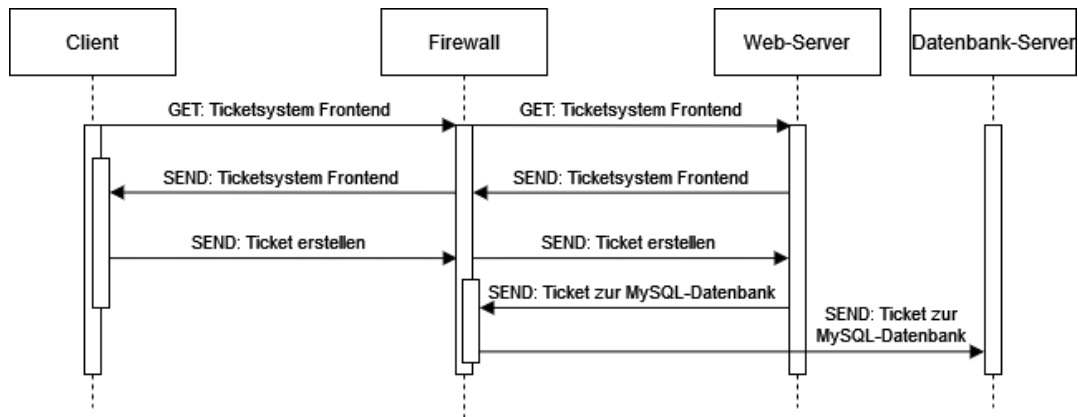 Client
Firewall
Web-Server
Datenbank-Server
GET: Ticketsystem Frontend
GET: Ticketsystem Frontend
SEND: Ticketsystem Frontend
SEND: Ticketsystem Frontend
SEND: Ticket erstellen
SEND: Ticket erstellen
SEND: Ticket zur MySQL-Datenbank
SEND: Ticket zur
MySQL-Datenbank